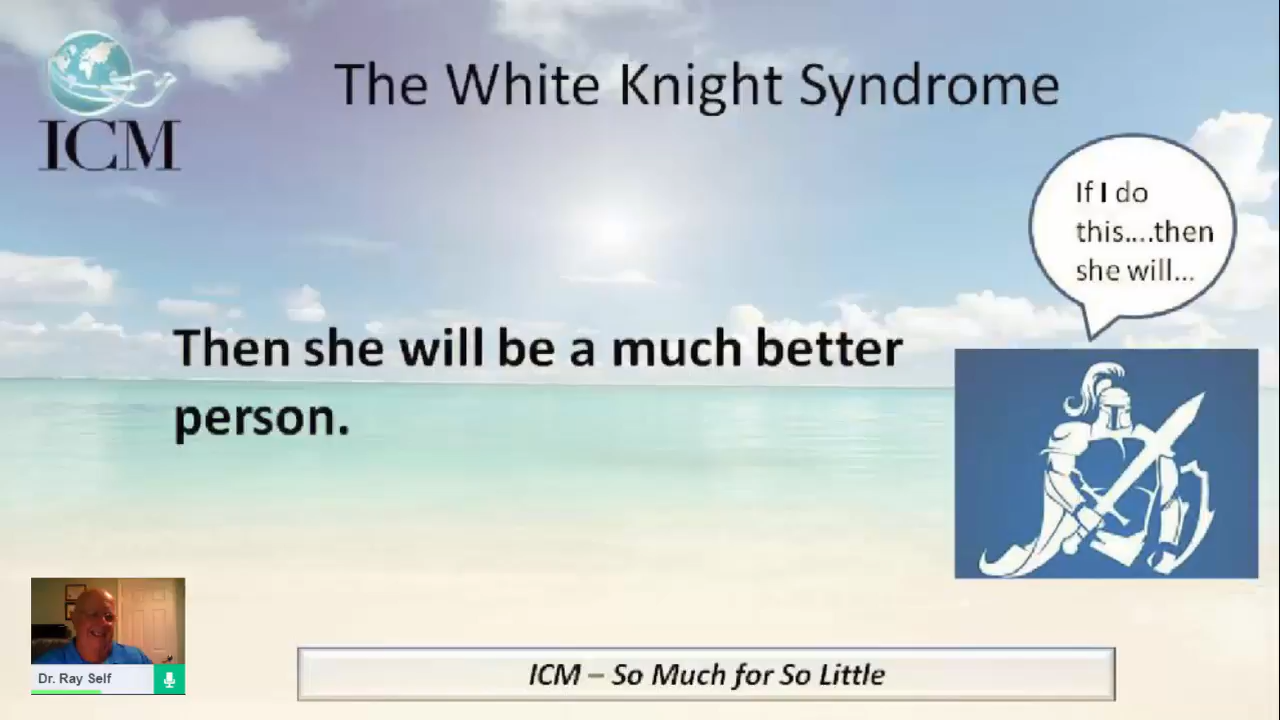 ICM
The White Knight Syndrome
If I do
this....then
she will...
Then she will be a much better
person.
Dr. Ray Self
ICM – So Much for So Little